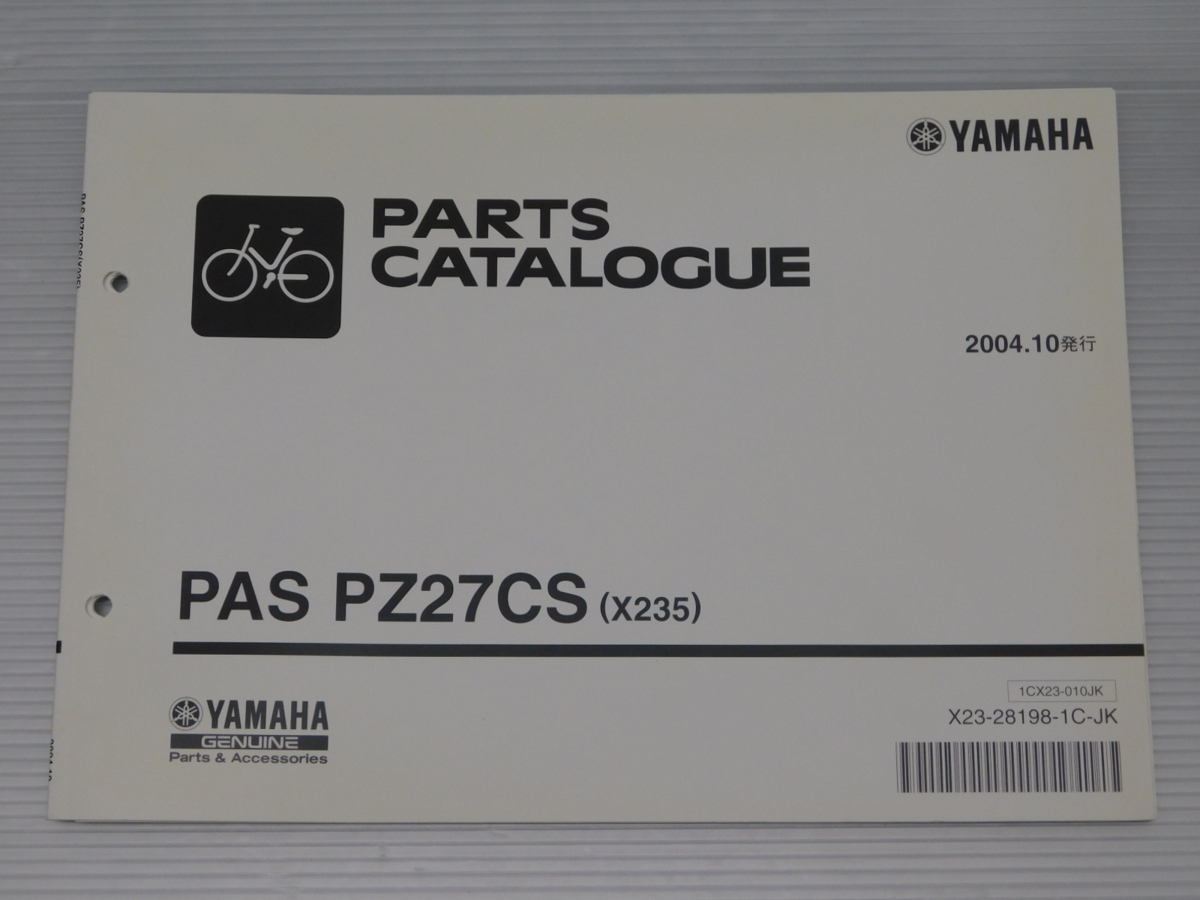 YAMAHA
PARTS
CATALOGUE
2004.10発行
PAS PZ27CS (X235)
YAMAHA
GENUINE
Parts & Accessories
1CX23-010JK
X23-28198-1C-JK